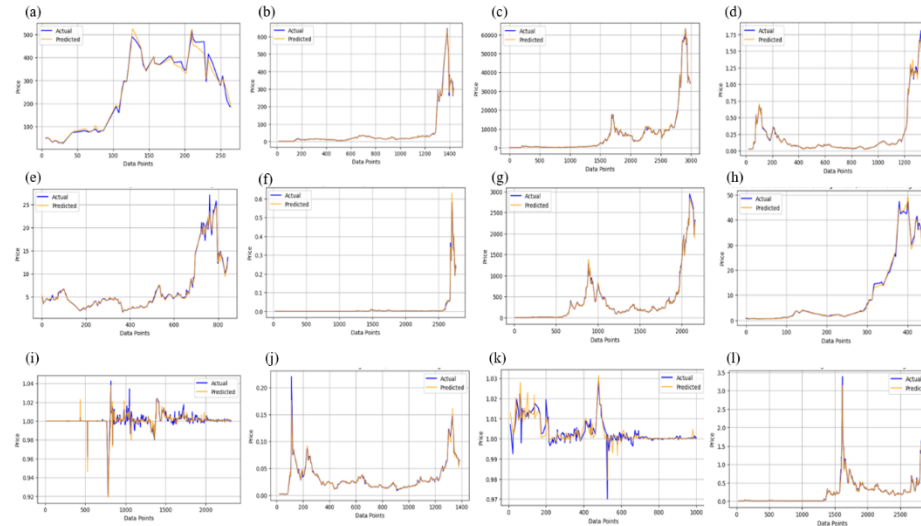 (a)
(b)
(c)
(d)
Actual
Predicted
500
400
300
200
100
Price
0
50
100
150
200
250
Data Points
Actual
Predicted
600
500
400
300
200
100
0
Price
0
200
400
600
800
1000
1200
1400
Data Points
Actual
Predicted
60000
50000
40000
30000
20000
10000
0
Price
0
500
1000
1500
2000
2500
3000
Data Points
Actual
Predicted
1.75
1.50
1.25
1.00
0.75
0.50
0.25
0.00
Price
0
200
400
600
800
1000
1200
Data Points
(e)
(f)
(g)
(h)
Actual
Predicted
25
20
15
10
5
0
Price
0
200
400
600
800
Data Points
Actual
Predicted
0.6
0.5
0.4
0.3
0.2
0.1
0.0
Price
0
500
1000
1500
2000
2500
Data Points
Actual
Predicted
3000
2500
2000
1500
1000
500
0
Price
0
500
1000
1500
2000
Data Points
Actual
Predicted
50
40
30
20
10
0
Price
0
100
200
300
400
Data Points
(i)
(j)
(k)
(l)
Actual
Predicted
1.04
1.02
1.00
0.98
0.96
0.94
0.92
Price
0
500
1000
1500
2000
Data Points
Actual
Predicted
0.20
0.15
0.10
0.05
0.00
Price
0
200
400
600
800
1000
1200
1400
Data Points
Actual
Predicted
1.03
1.02
1.01
1.00
0.99
0.98
0.97
Price
0
200
400
600
800
1000
Data Points
Actual
Predic
3.5
3.0
2.5
2.0
1.5
1.0
0.5
0.0
Price
0
500
1000
1500
2000
2500
Data Points